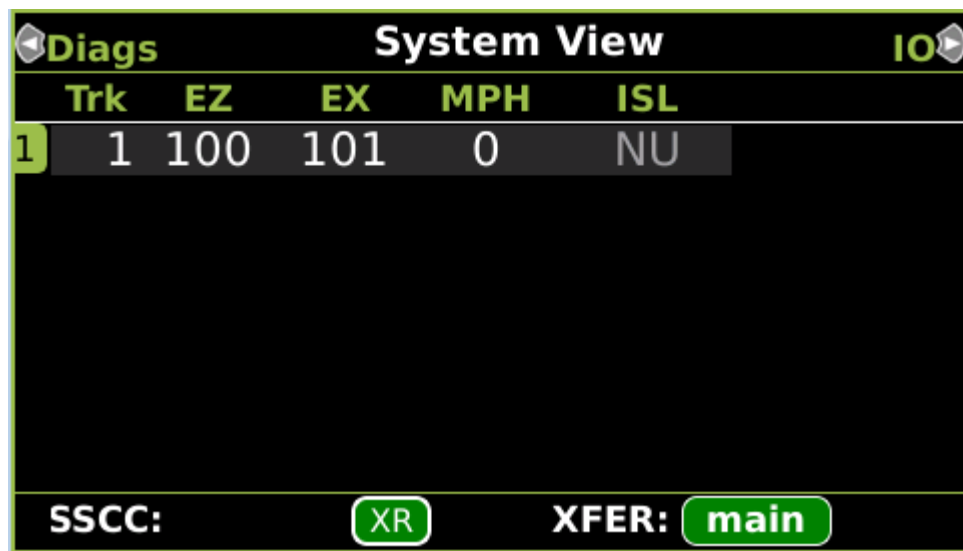 Diags System View IO
Trk EZ EX MPH ISL
1 1 100 101 0 NU
SSCC: XR XFER: main